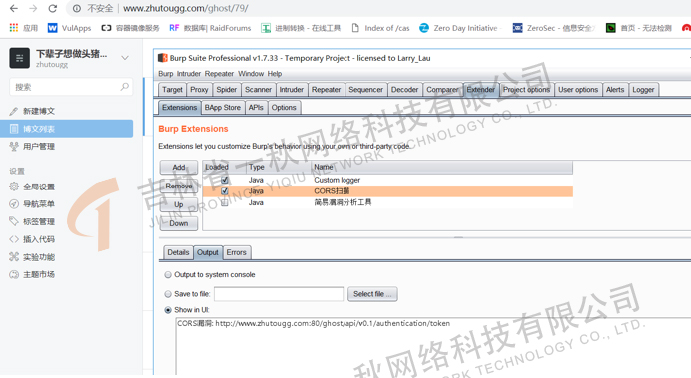 不安全 | www.zhutougg.com/ghost/79/
应用 M VulApps 容器镜像服务 RF 数据库| RaidForums 进制转换 - 在线工具 Index of /cas Zero Day Initiative - ZeroSec - 信息安全 首页 - 无法检测
下辈子想做头猪...
zhutougg
搜索
新建博文
博文列表
用户管理
设置
全局设置
导航菜单
标签管理
插入代码
实验功能
主题市场
Burp Suite Professional v1.7.33 - Temporary Project - licensed to Larry_Lau
Burp Intruder Repeater Window Help
Target Proxy Spider Scanner Intruder Repeater Sequencer Decoder Comparer Extender Project options User options Alerts Logger
Extensions BApp Store APIs Options
Burp Extensions
Extensions let you customize Burp's behavior using your own or third-party code.
Add Loaded Type Name
Java Custom logger
Remove Java CORS扫描
Up Java 简易漏洞分析工具
Down
Details Output Errors
Output to system console
Save to file: Select file ...
Show in UI:
CORS漏洞: http://www.zhutougg.com:80/ghost/api/v0.1/authentication/token
吉林省一秋网络科技有限公司
JILIN PROVINCE YIQIU NETWORK TECHNOLOGY CO., LTD.
秋网络科技有限公司
NETWORK TECHNOLOGY CO., LTD.